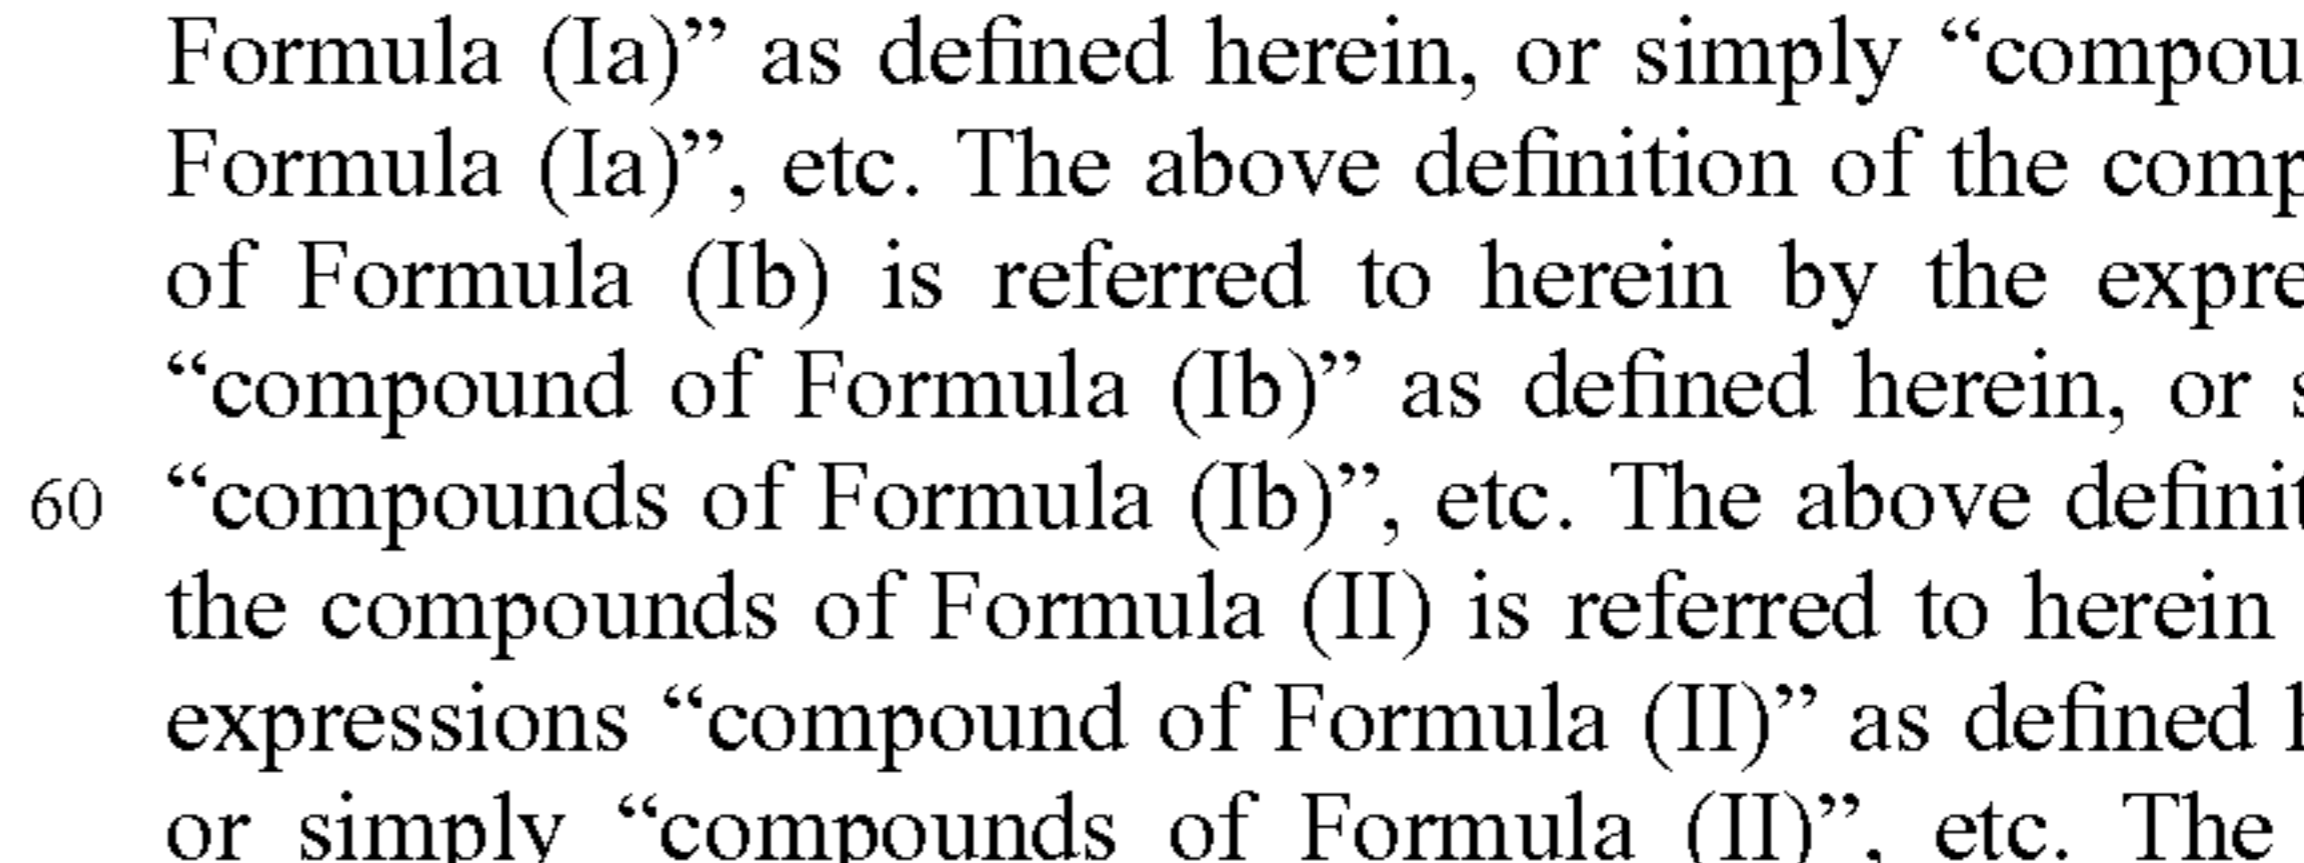 Formula (Ia)” as defined herein, or simply “compou
Formula (Ia)”, etc. The above definition of the comp
of Formula (Ib) is referred to herein by the expre
“compound of Formula (Ib)” as defined herein, or s
60 “compounds of Formula (Ib)”, etc. The above definit
the compounds of Formula (II) is referred to herein
expressions “compound of Formula (II)” as defined h
or simply “compounds of Formula (II)”, etc. The